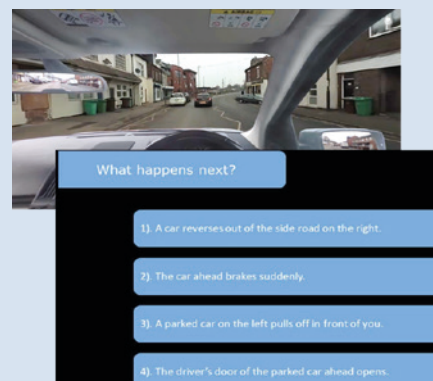 AIRBAG
What happens next?
1). A car reverses out of the side road on the right.
2). The car ahead brakes suddenly.
3). A parked car on the left pulls off in front of you.
4). The driver's door of the parked car ahead opens.